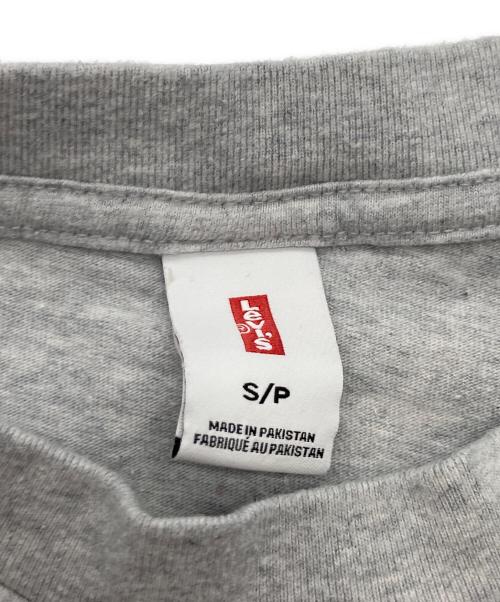 Levi's
S/P
MADE IN PAKISTAN
FABRIQUÉ AU PAKISTAN